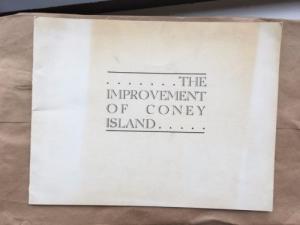 .......THE
IMPROVEMENT
OF CONEY
ISLAND.....